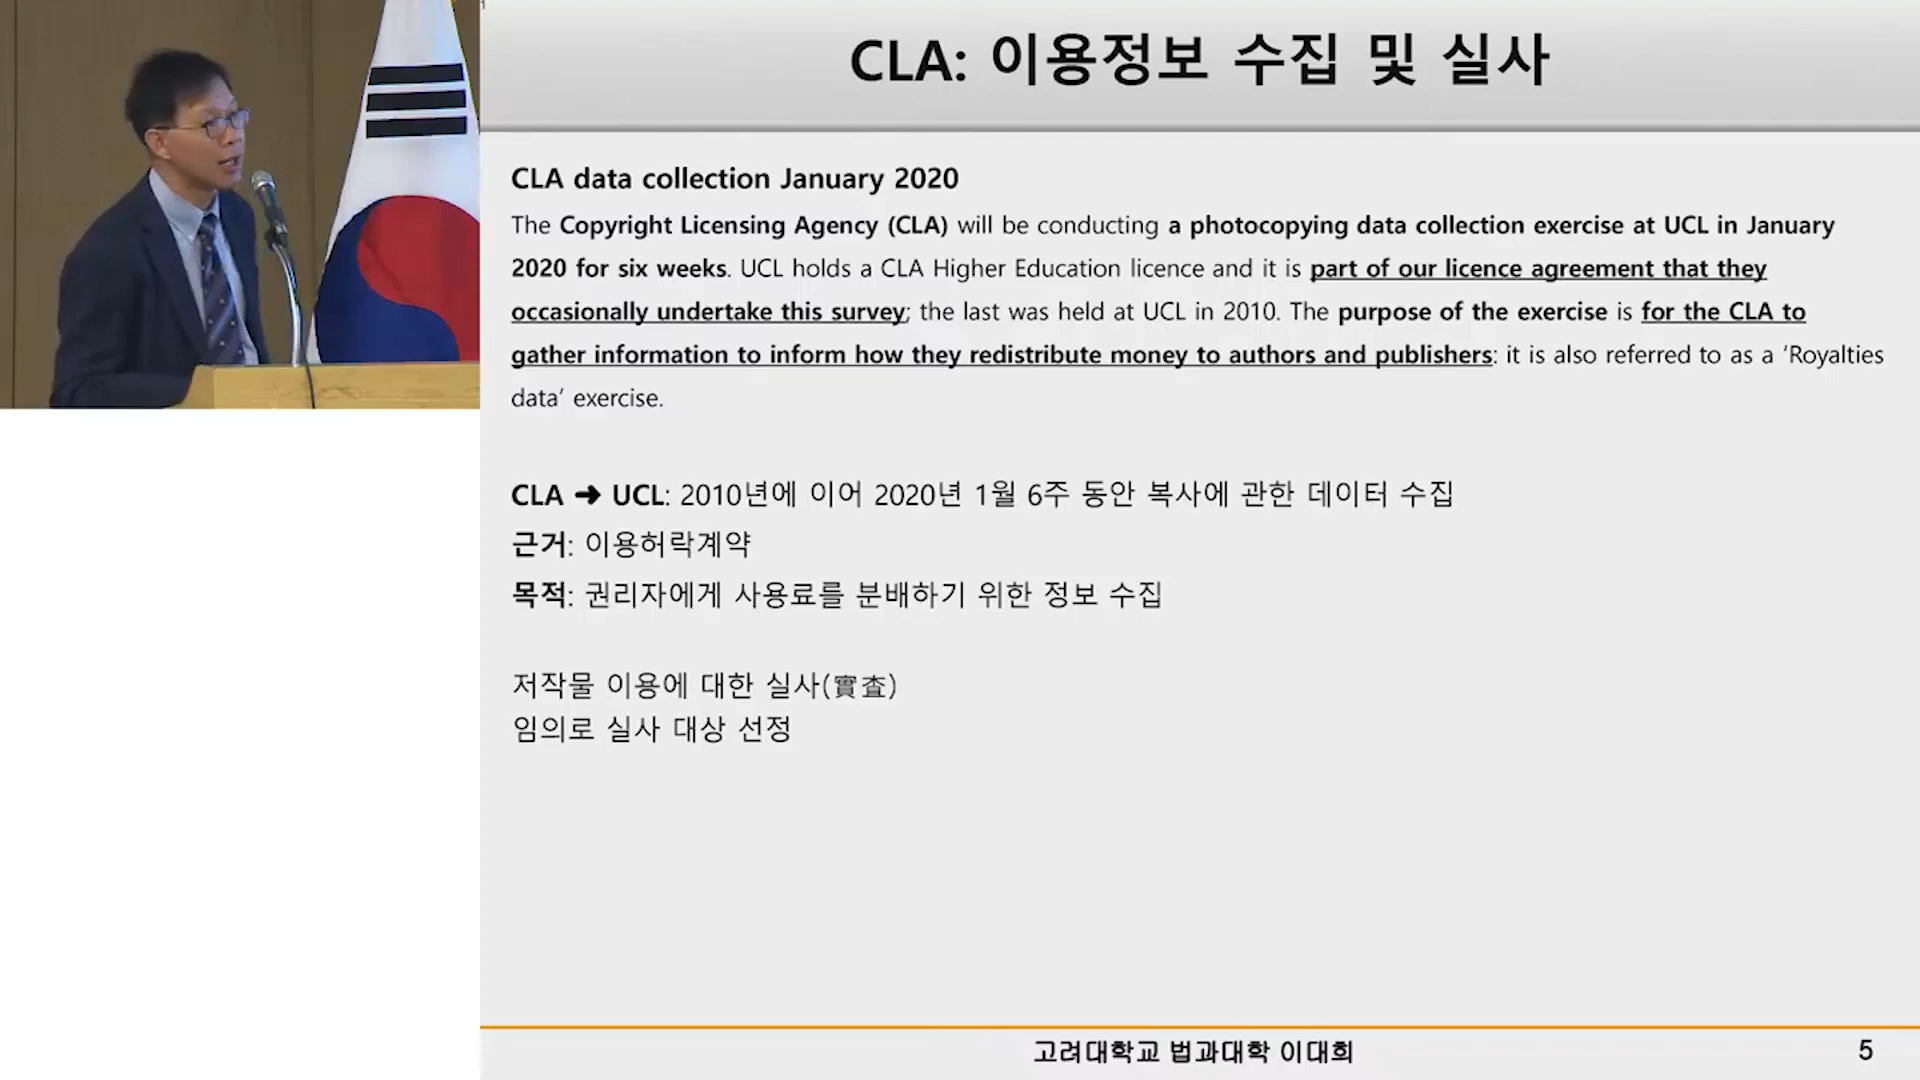 CLA: 이용정보 수집 및 실사
CLA data collection January 2020
The Copyright Licensing Agency (CLA) will be conducting a photocopying data collection exercise at UCL in January
2020 for six weeks. UCL holds a CLA Higher Education licence and it is part of our licence agreement that they
occasionally undertake this survey; the last was held at UCL in 2010. The purpose of the exercise is for the CLA to
gather information to inform how they redistribute money to authors and publishers: it is also referred to as a ‘Royalties
data’ exercise.
CLA ➜ UCL: 2010년에 이어 2020년 1월 6주 동안 복사에 관한 데이터 수집
근거: 이용허락계약
목적: 권리자에게 사용료를 분배하기 위한 정보 수집
저작물 이용에 대한 실사(實査)
임의로 실사 대상 선정
고려대학교 법과대학 이대희
5